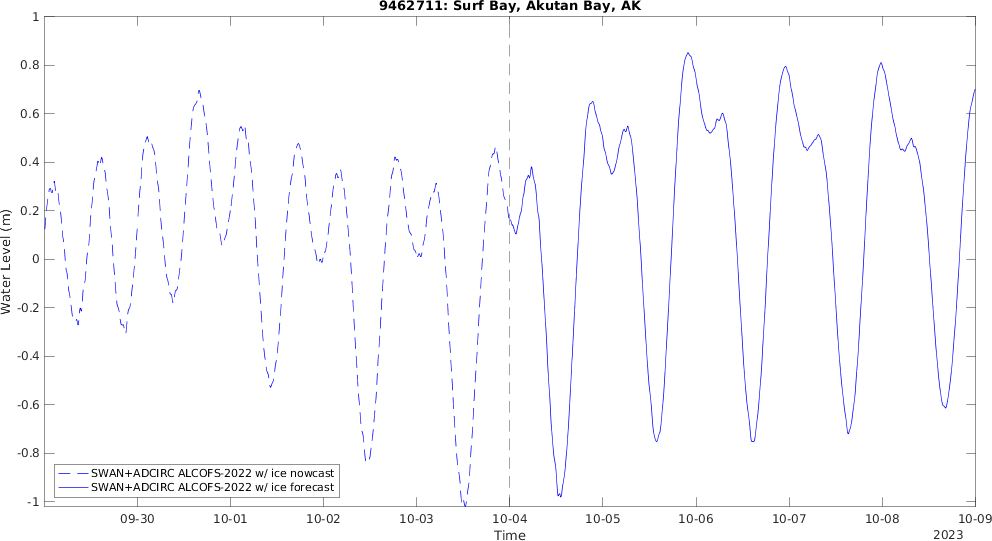 9462711: Surf Bay, Akutan Bay, AK
1
0.8
0.6
0.4
0.2
0
-0.2
-0.4
-0.6
-0.8
-1
Water Level (m)
SWAN+ADCIRC ALCOFS-2022 w/ ice nowcast
SWAN+ADCIRC ALCOFS-2022 w/ ice forecast
09-30 10-01 10-02 10-03 10-04 10-05 10-06 10-07 10-08 10-09
Time
2023